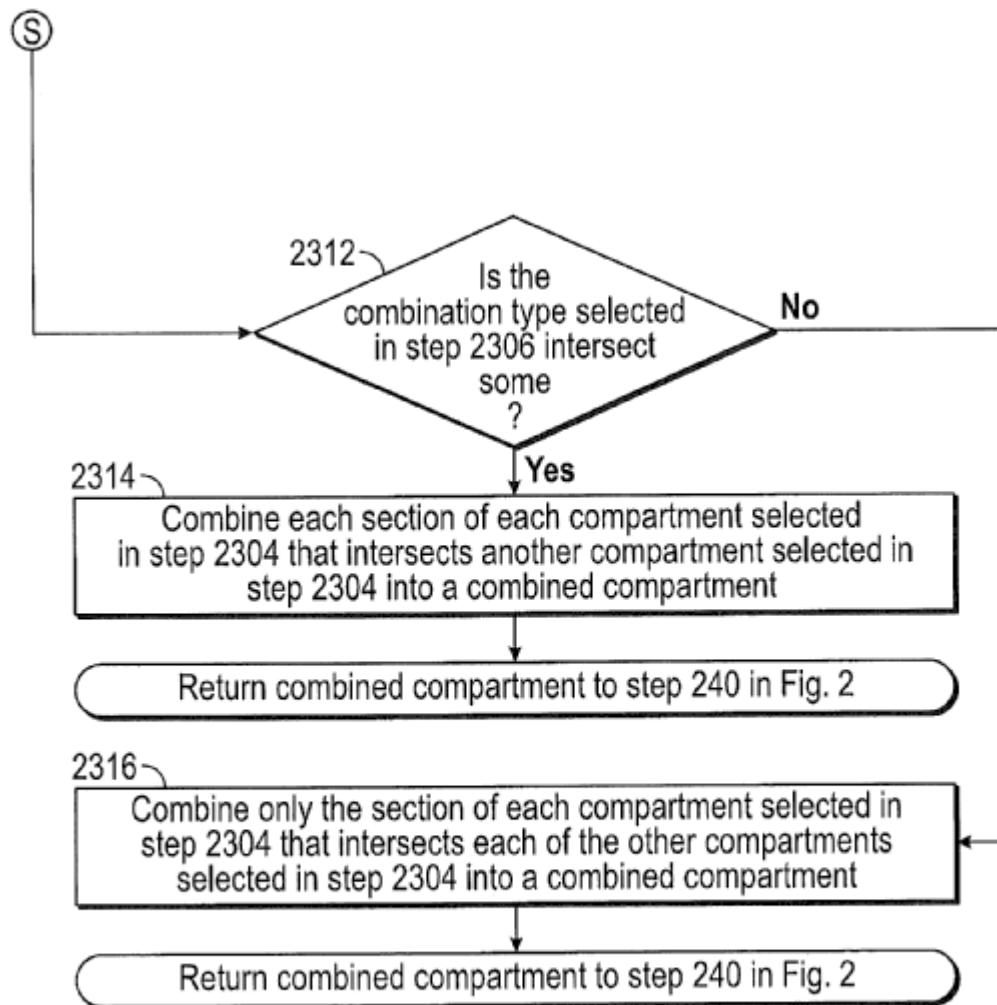 S
2312
Is the
combination type selected
in step 2306 intersect
some
?
No
Yes
2314
Combine each section of each compartment selected
in step 2304 that intersects another compartment selected in
step 2304 into a combined compartment
Return combined compartment to step 240 in Fig. 2
2316
Combine only the section of each compartment selected in
step 2304 that intersects each of the other compartments
selected in step 2304 into a combined compartment
Return combined compartment to step 240 in Fig. 2